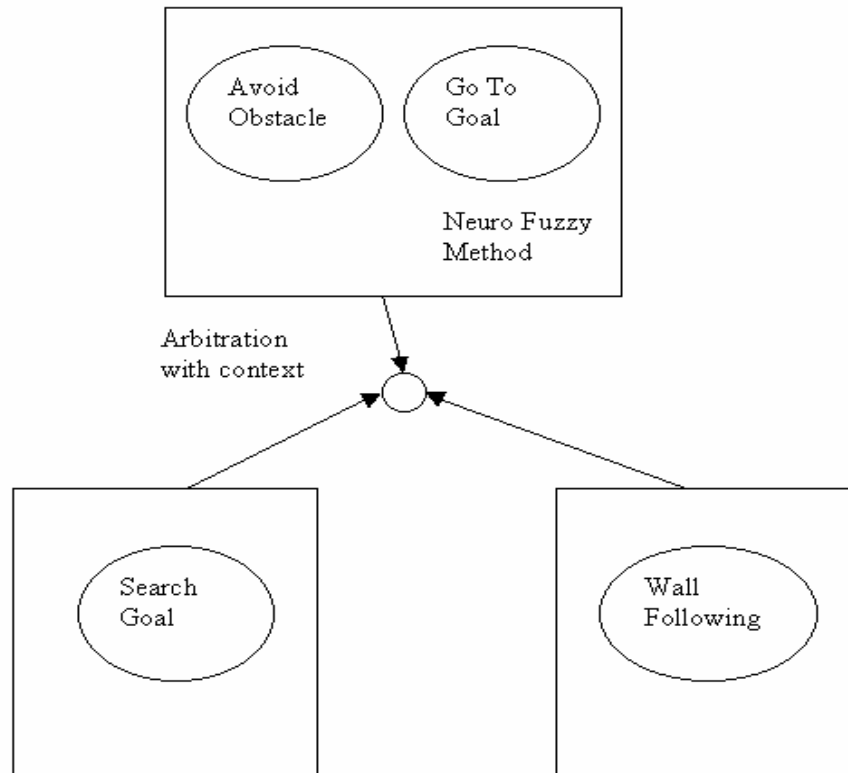 Avoid
Obstacle
Go To
Goal
Neuro Fuzzy
Method
Arbitration
with context
Search
Goal
Wall
Following